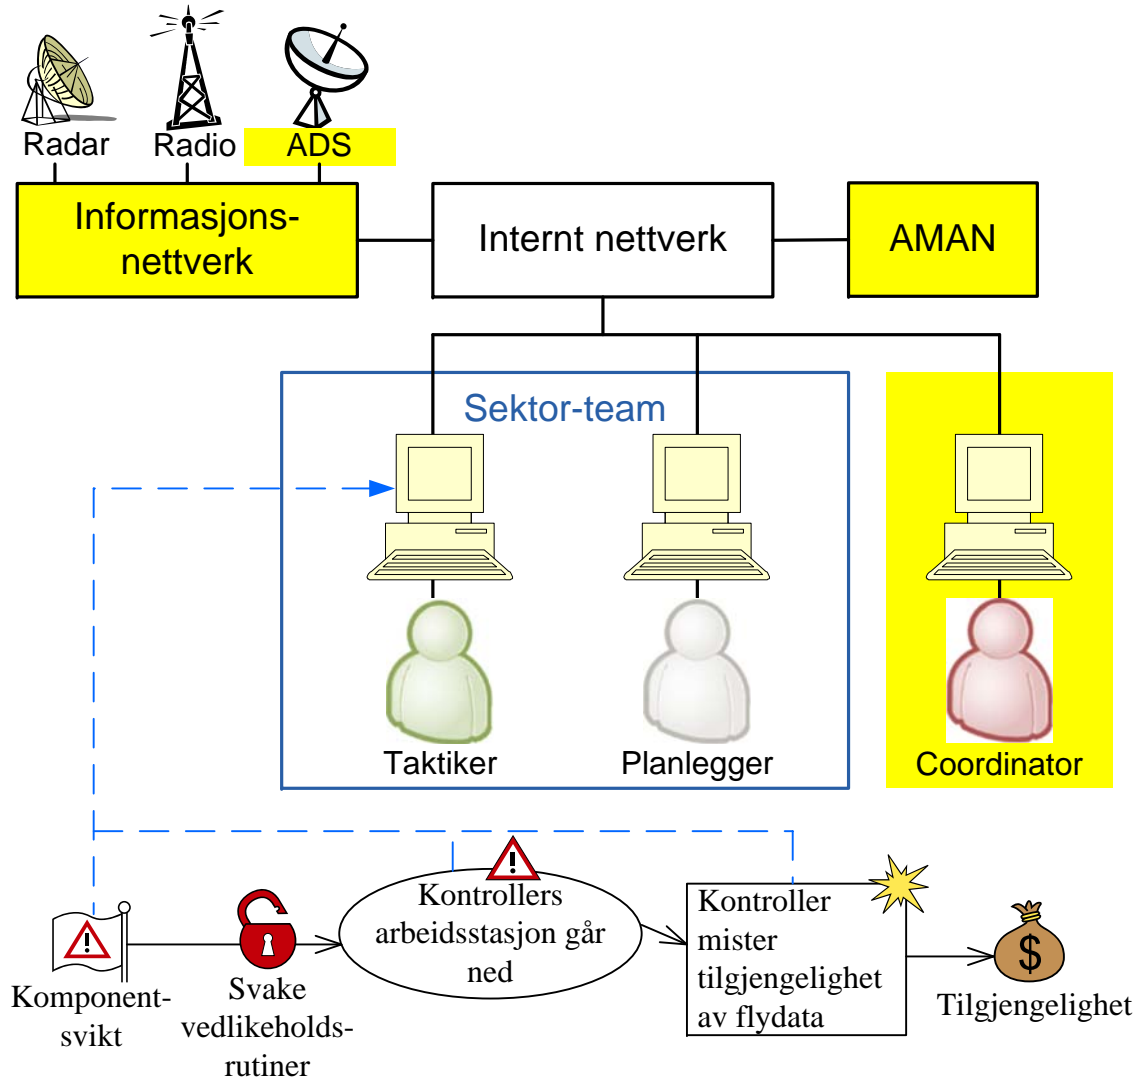 Radar
Radio
ADS
Informasjons-
nettverk
Internt nettverk
AMAN
Sektor-team
Taktiker
Planlegger
Coordinator
Komponent-
svikt
Svake
vedlikeholds-
rutiner
Kontrollers
arbeidsstasjon går
ned
Kontroller
mister
tilgjengelighet
av flydata
$
Tilgjengelighet